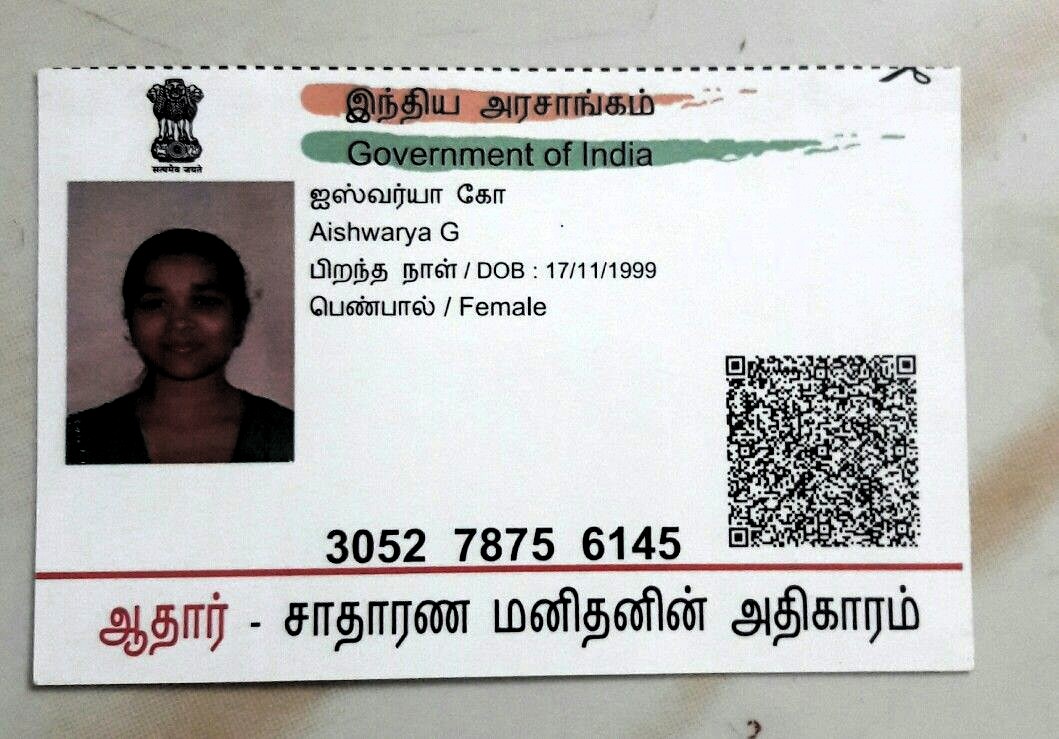 இந்திய அரசாங்கம்
Government of India
सत्यमेव जयते
ஐஸ்வர்யா கோ
Aishwarya G
பிறந்த நாள் / DOB : 17/11/1999
பெண்பால் / Female
3052 7875 6145
ஆதார் - சாதாரண மனிதனின் அதிகாரம்